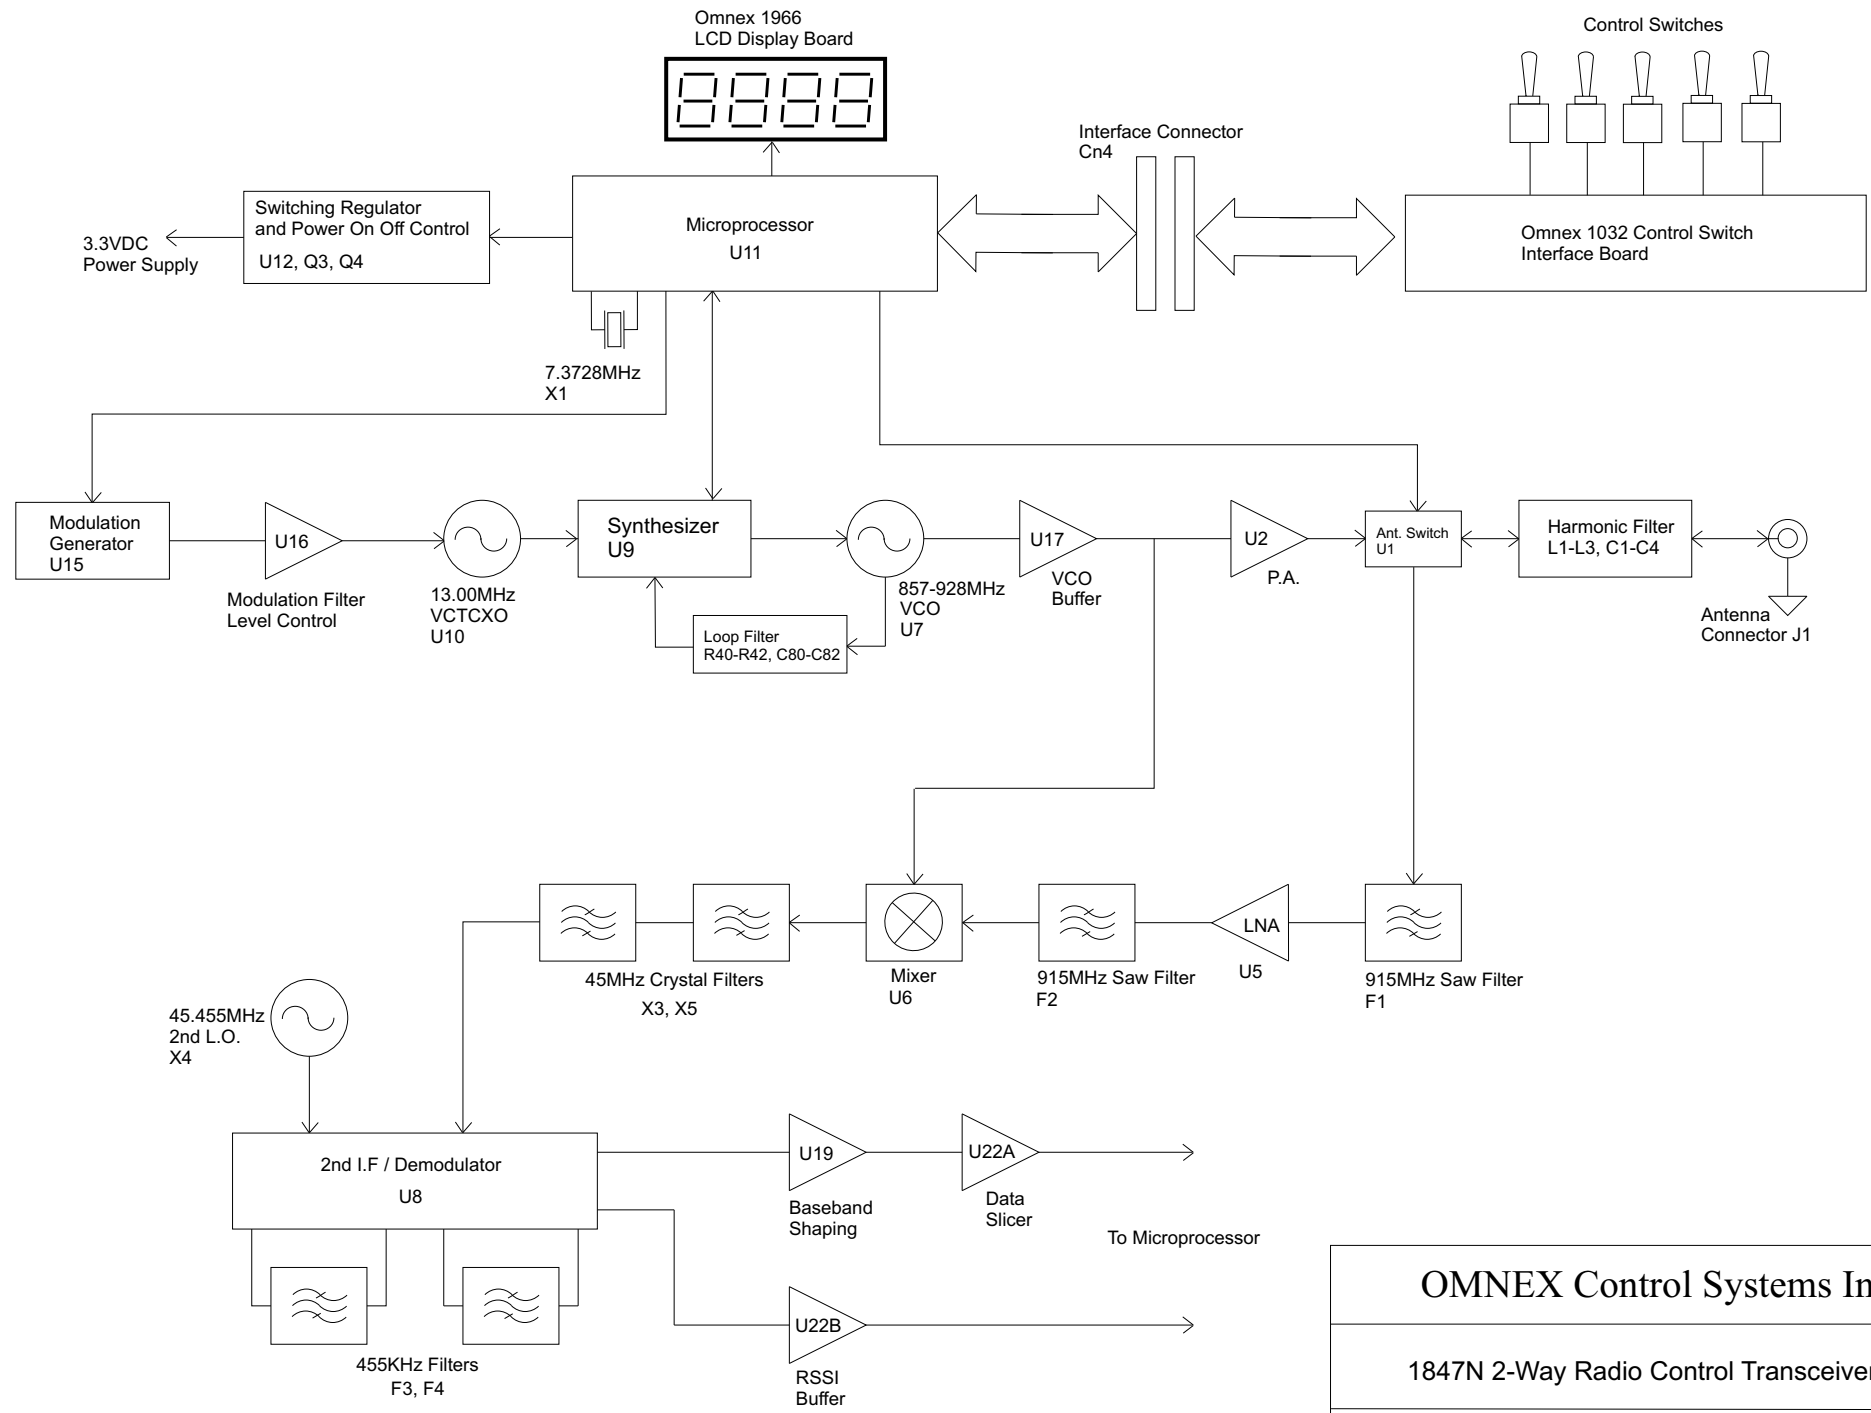 Omnex 1966
LCD Display Board
Control Switches
Interface Connector
Cn4
Switching Regulator
and Power On Off Control
U12, Q3, Q4
3.3VDC
Power Supply
Microprocessor
U11
Omnex 1032 Control Switch
Interface Board
7.3728MHz
X1
Modulation
Generator
U15
U16
Modulation Filter
Level Control
13.00MHz
VCTCXO
U10
Synthesizer
U9
Loop Filter
R40-R42, C80-C82
857-928MHz
VCO
U7
U17
VCO
Buffer
U2
P.A.
Ant. Switch
U1
Harmonic Filter
L1-L3, C1-C4
Antenna
Connector J1
45MHz Crystal Filters
X3, X5
Mixer
U6
915MHz Saw Filter
F2
LNA
U5
915MHz Saw Filter
F1
45.455MHz
2nd L.O.
X4
2nd I.F / Demodulator
U8
U19
Baseband
Shaping
U22A
Data
Slicer
To Microprocessor
455KHz Filters
F3, F4
U22B
RSSI
Buffer
OMNEX Control Systems In
1847N 2-Way Radio Control Transceiver